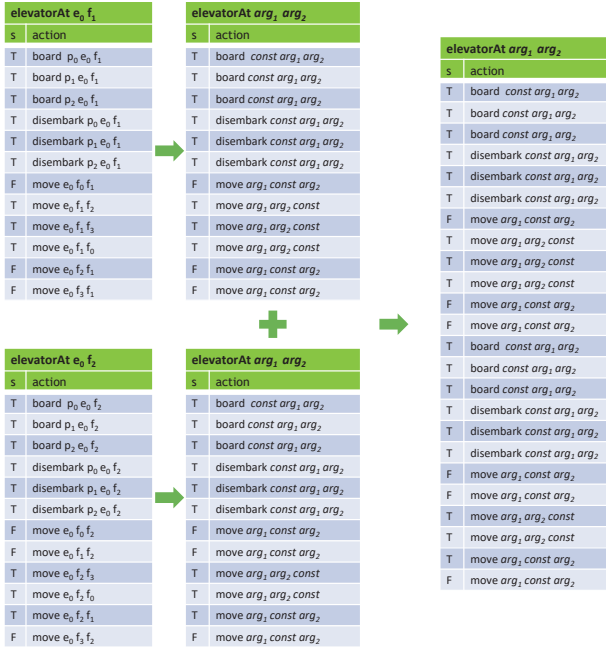 elevatorAt e₀ f₁
s action
T board p₀ e₀ f₁
T board p₁ e₀ f₁
T board p₂ e₀ f₁
T disembark p₀ e₀ f₁
T disembark p₁ e₀ f₁
T disembark p₂ e₀ f₁
F move e₀ f₀ f₁
T move e₀ f₁ f₂
T move e₀ f₁ f₃
T move e₀ f₁ f₀
F move e₀ f₂ f₁
F move e₀ f₃ f₁
elevatorAt arg₁ arg₂
s action
T board const arg₁ arg₂
T board const arg₁ arg₂
T board const arg₁ arg₂
T disembark const arg₁ arg₂
T disembark const arg₁ arg₂
T disembark const arg₁ arg₂
F move arg₁ const arg₂
T move arg₁ arg₂ const
T move arg₁ arg₂ const
T move arg₁ arg₂ const
F move arg₁ const arg₂
F move arg₁ const arg₂
elevatorAt e₀ f₂
s action
T board p₀ e₀ f₂
T board p₁ e₀ f₂
T board p₂ e₀ f₂
T disembark p₀ e₀ f₂
T disembark p₁ e₀ f₂
T disembark p₂ e₀ f₂
F move e₀ f₀ f₂
F move e₀ f₁ f₂
T move e₀ f₂ f₃
T move e₀ f₂ f₀
T move e₀ f₂ f₁
F move e₀ f₃ f₂
elevatorAt arg₁ arg₂
s action
T board const arg₁ arg₂
T board const arg₁ arg₂
T board const arg₁ arg₂
T disembark const arg₁ arg₂
T disembark const arg₁ arg₂
T disembark const arg₁ arg₂
F move arg₁ const arg₂
F move arg₁ const arg₂
T move arg₁ arg₂ const
T move arg₁ arg₂ const
T move arg₁ arg₂ const
F move arg₁ const arg₂
elevatorAt arg₁ arg₂
s action
T board const arg₁ arg₂
T board const arg₁ arg₂
T board const arg₁ arg₂
T disembark const arg₁ arg₂
T disembark const arg₁ arg₂
T disembark const arg₁ arg₂
F move arg₁ const arg₂
T move arg₁ arg₂ const
T move arg₁ arg₂ const
T move arg₁ arg₂ const
F move arg₁ const arg₂
F move arg₁ const arg₂
T board const arg₁ arg₂
T board const arg₁ arg₂
T board const arg₁ arg₂
T disembark const arg₁ arg₂
T disembark const arg₁ arg₂
T disembark const arg₁ arg₂
F move arg₁ const arg₂
F move arg₁ const arg₂
T move arg₁ arg₂ const
T move arg₁ arg₂ const
T move arg₁ const arg₂
F move arg₁ const arg₂